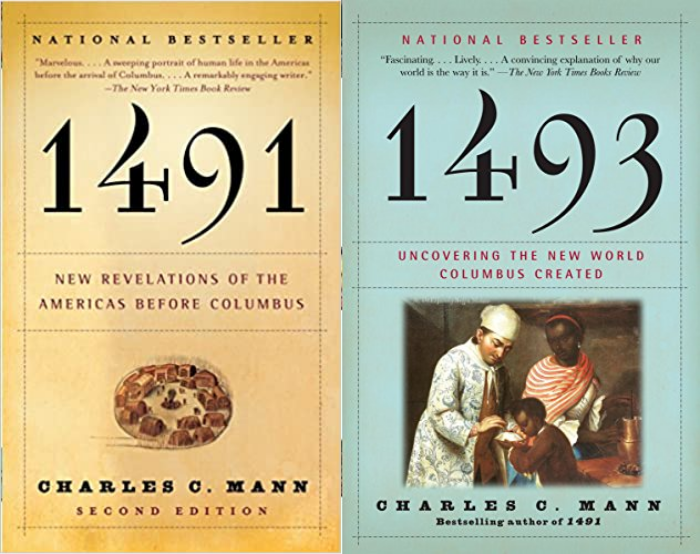 NATIONAL BESTSELLER
"Marvelous. . . . A sweeping portrait of human life in the Americas
before the arrival of Columbus. . . . A remarkably engaging writer."
—The New York Times Book Review
1491
NEW REVELATIONS OF THE
AMERICAS BEFORE COLUMBUS
CHARLES C. MANN
SECOND EDITION
NATIONAL BESTSELLER
"Fascinating. . . . Lively. . . . A convincing explanation of why our
world is the way it is." —The New York Times Books Review
1493
UNCOVERING THE NEW WORLD
COLUMBUS CREATED
CHARLES C. MANN
Bestselling author of 1491